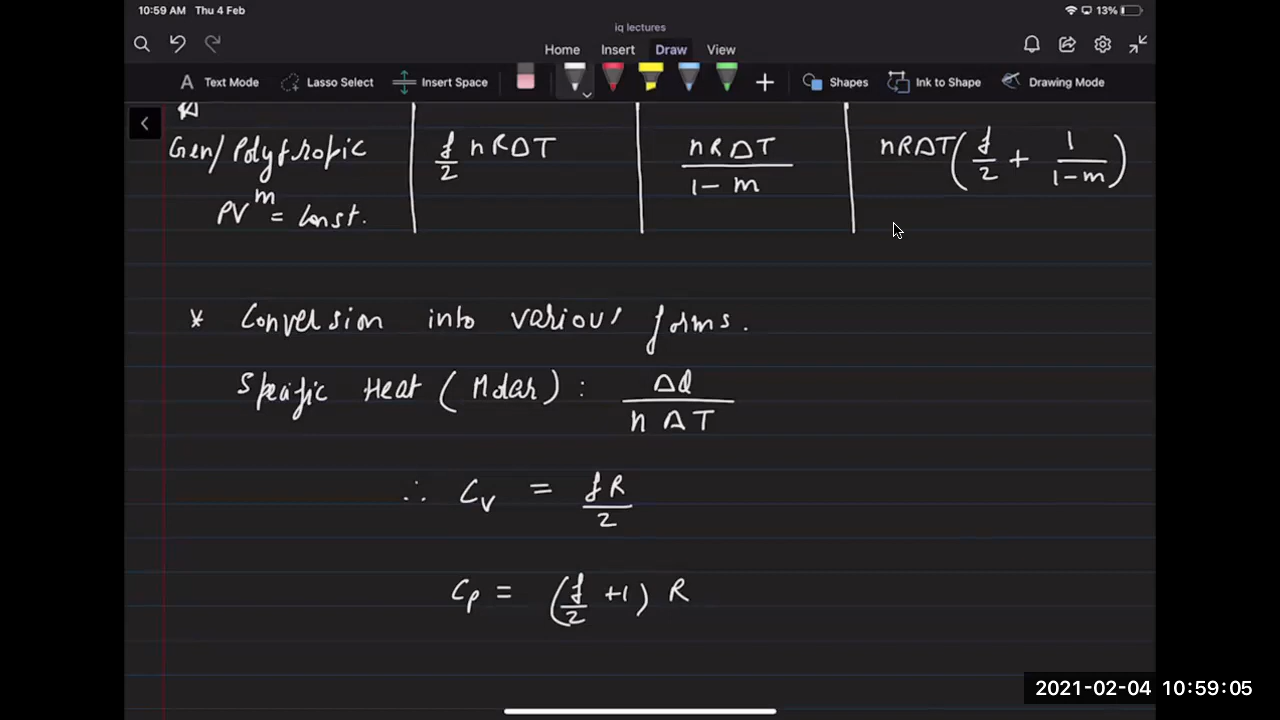 10:59 AM Thu 4 Feb
13%
iq lectures
Home Insert Draw View
Text Mode Lasso Select Insert Space Shapes Ink to Shape Drawing Mode
Gen/Polytropic
PV^m = Const.
f/2 nRΔT
nRΔT/(1-m)
nRΔT(f/2 + 1/(1-m))
* Conversion into various forms.
Specific Heat (Molar) : ΔQ/(nΔT)
∴ C_V = fR/2
C_P = (f/2 +1) R
2021-02-04 10:59:05